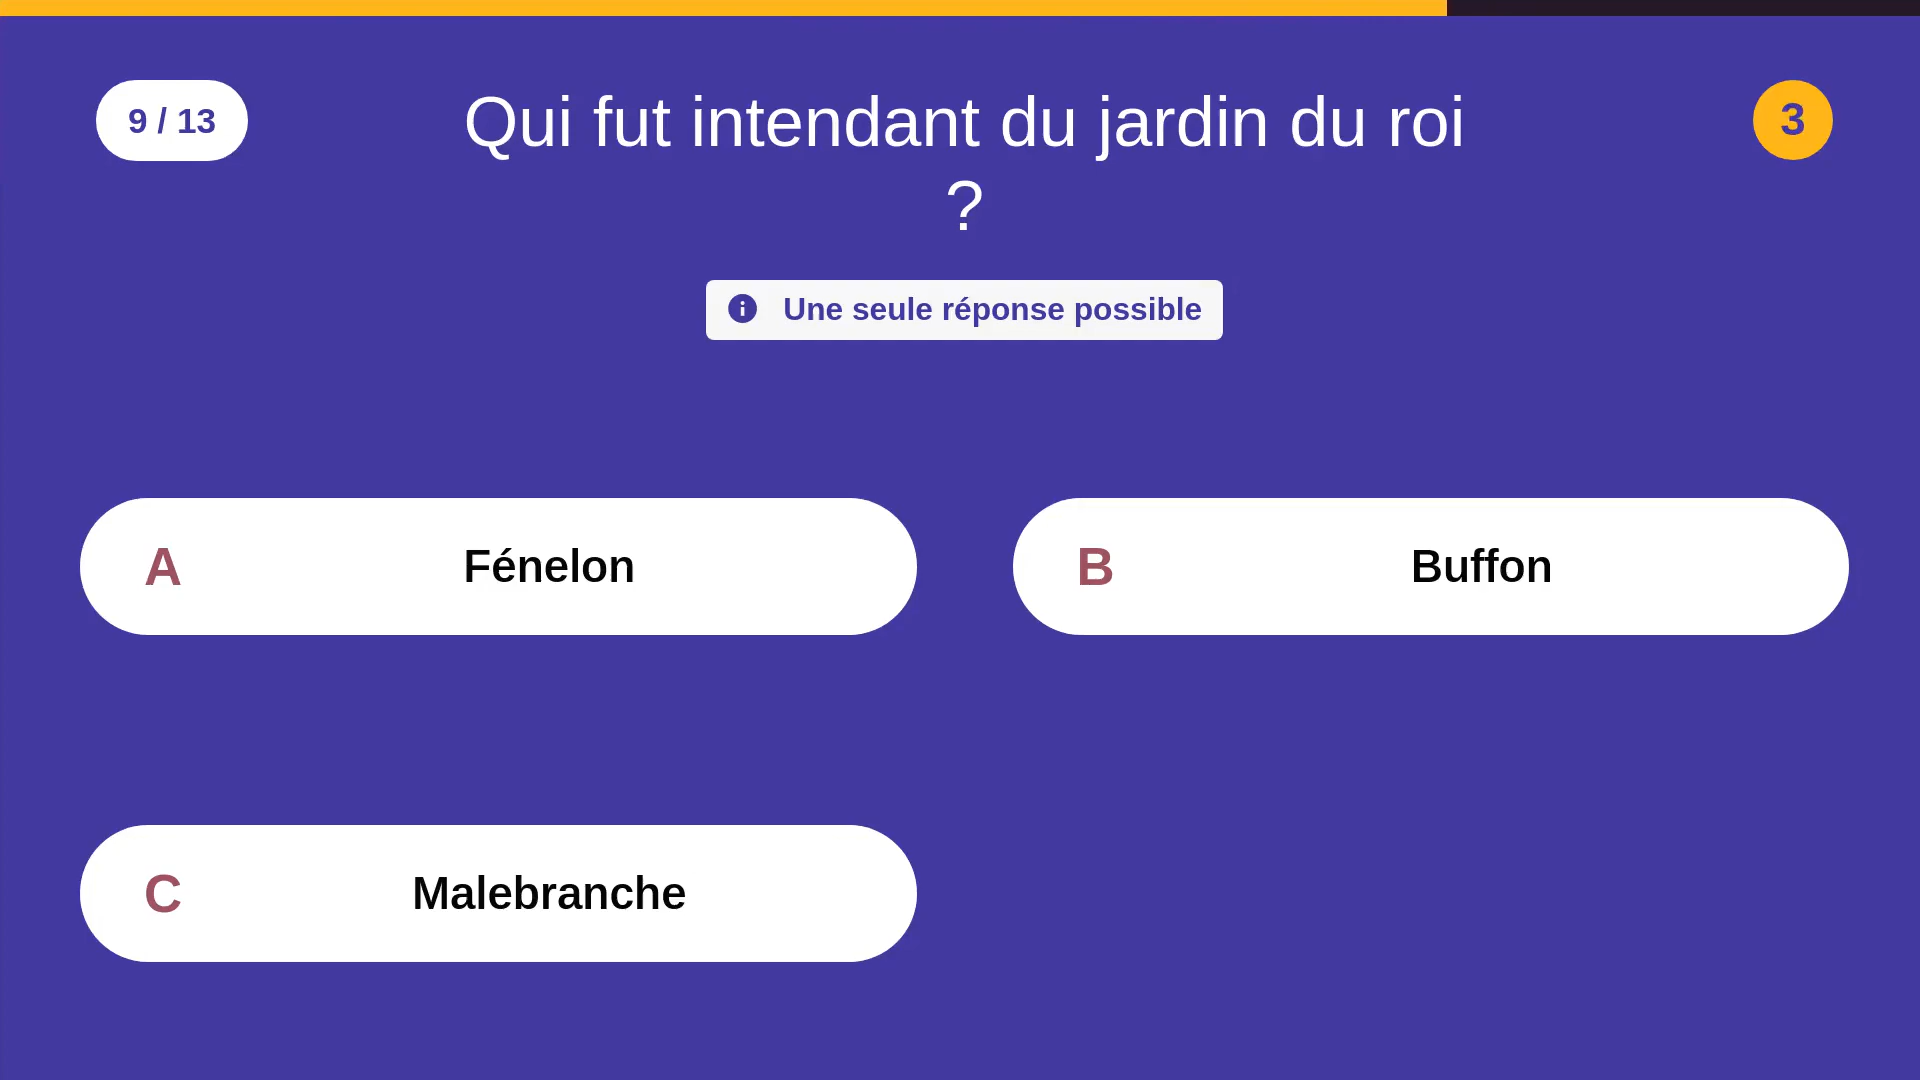 9 / 13
Qui fut intendant du jardin du roi
?
3
Une seule réponse possible
A Fénelon
B Buffon
C Malebranche